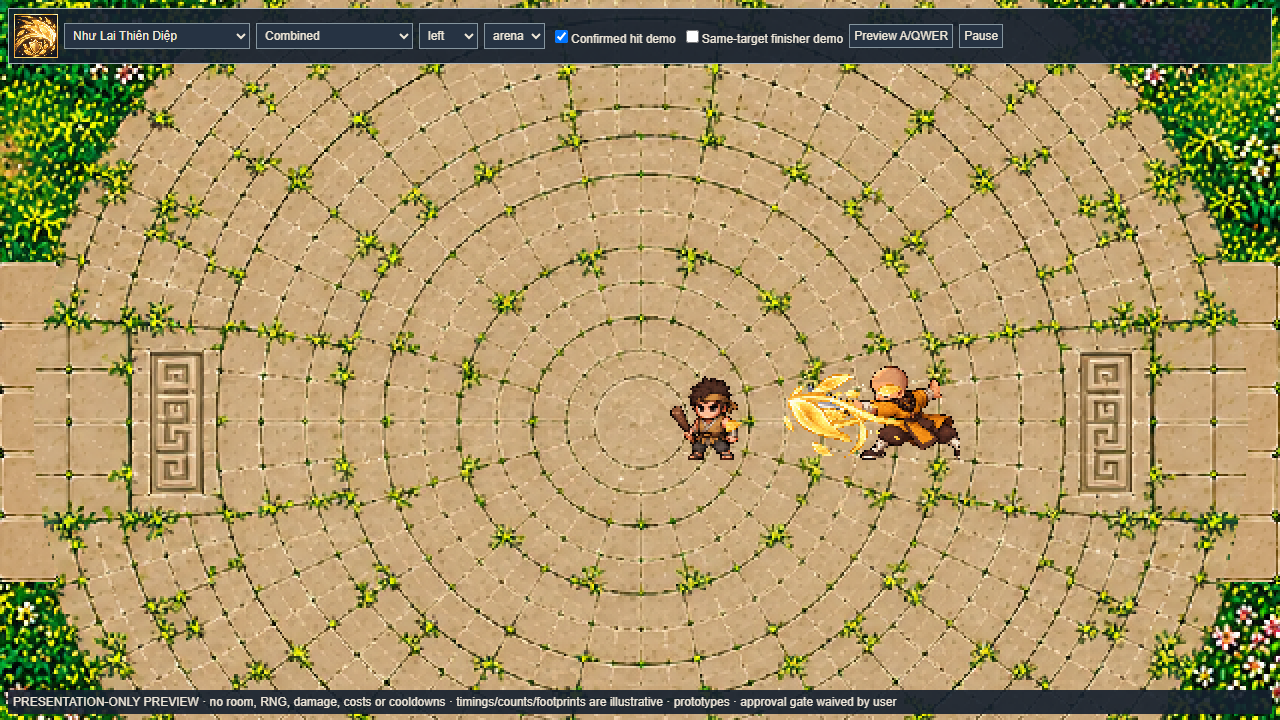 Như Lai Thiên Diệp Combined left arena Confirmed hit demo Same-target finisher demo Preview A/QWER Pause
PRESENTATION-ONLY PREVIEW · no room, RNG, damage, costs or cooldowns · timings/counts/footprints are illustrative · prototypes · approval gate waived by user